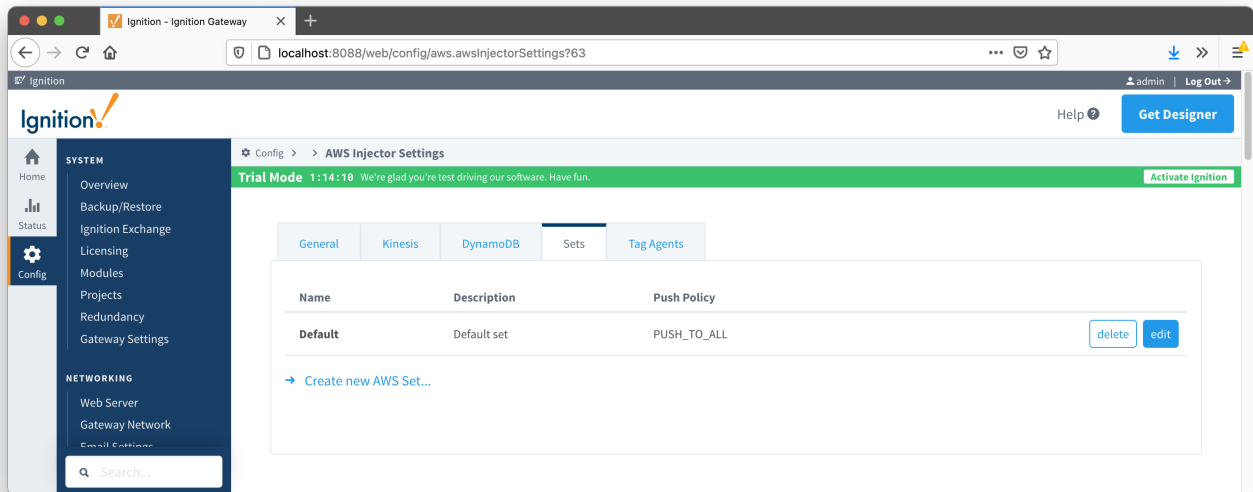 Ignition - Ignition Gateway
localhost:8088/web/config/aws.awsInjectorSettings?63
Ignition
admin | Log Out
Ignition!
Help
Get Designer
Config > > AWS Injector Settings
Trial Mode 1:14:10 We're glad you're test driving our software. Have fun.
Activate Ignition
Home
Status
Config
SYSTEM
Overview
Backup/Restore
Ignition Exchange
Licensing
Modules
Projects
Redundancy
Gateway Settings
NETWORKING
Web Server
Gateway Network
Email Settings
Search...
General Kinesis DynamoDB Sets Tag Agents
Name Description Push Policy
Default Default set PUSH_TO_ALL delete edit
Create new AWS Set...